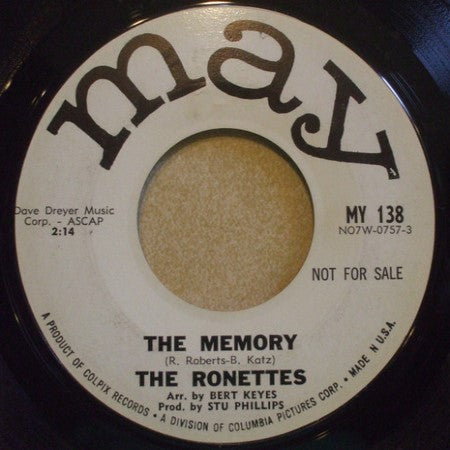 may
Dave Dreyer Music
Corp. - ASCAP
2:14
MY 138
NO7W-0757-3
NOT FOR SALE
THE MEMORY
(R. Roberts-B. Katz)
THE RONETTES
Arr. by BERT KEYES
Prod. by STU PHILLIPS
A PRODUCT OF COLPIX RECORDS • A DIVISION OF COLUMBIA PICTURES CORP. • MADE IN U.S.A.